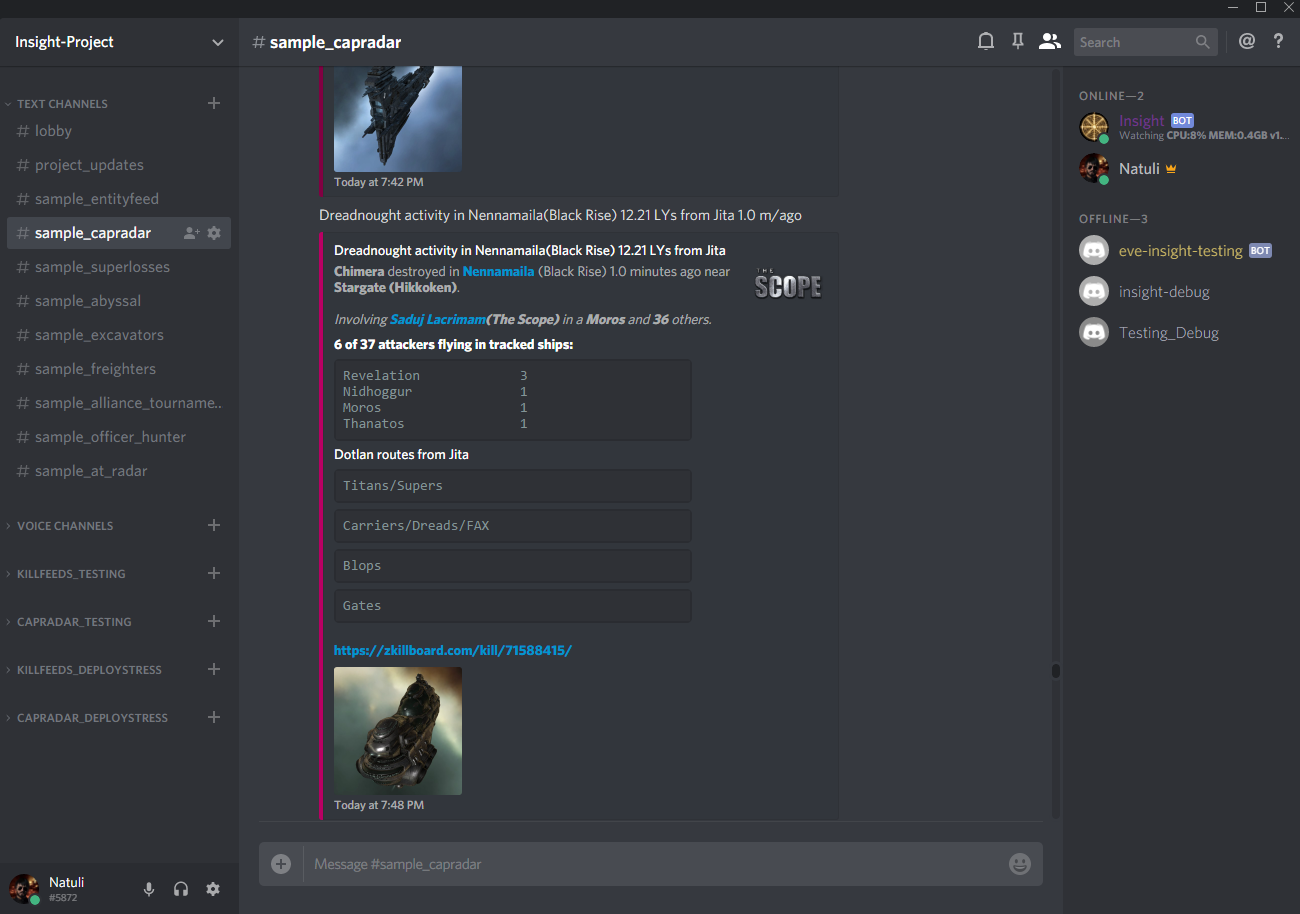 Insight-Project
TEXT CHANNELS
# lobby
# project_updates
# sample_entityfeed
# sample_capradar
# sample_superlosses
# sample_abyssal
# sample_excavators
# sample_freighters
# sample_alliance_tourname..
# sample_officer_hunter
# sample_at_radar
VOICE CHANNELS
KILLFEEDS_TESTING
CAPRADAR_TESTING
KILLFEEDS_DEPLOYSTRESS
CAPRADAR_DEPLOYSTRESS
Natuli
#5872
# sample_capradar
Search
Today at 7:42 PM
Dreadnought activity in Nennamaila(Black Rise) 12.21 LYs from Jita 1.0 m/ago
Dreadnought activity in Nennamaila(Black Rise) 12.21 LYs from Jita
Chimera destroyed in Nennamaila (Black Rise) 1.0 minutes ago near
Stargate (Hikkoken).
THE
SCOPE
Involving Saduj Lacrimam(The Scope) in a Moros and 36 others.
6 of 37 attackers flying in tracked ships:
Revelation 3
Nidhoggur 1
Moros 1
Thanatos 1
Dotlan routes from Jita
Titans/Supers
Carriers/Dreads/FAX
Blops
Gates
https://zkillboard.com/kill/71588415/
Today at 7:48 PM
Message #sample_capradar
ONLINE—2
Insight BOT
Watching CPU:8% MEM:0.4GB v1...
Natuli
OFFLINE—3
eve-insight-testing BOT
insight-debug
Testing_Debug